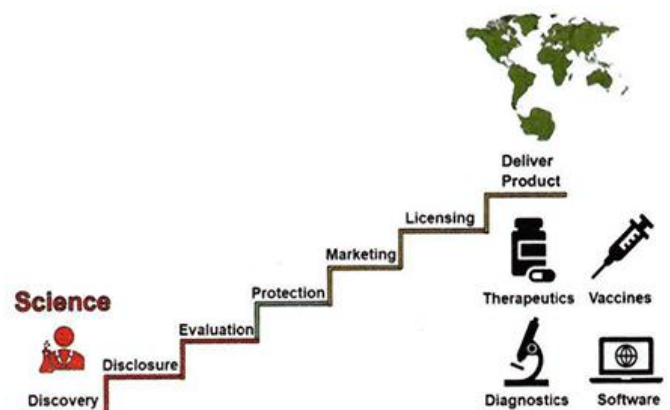 Deliver
Product
Licensing
Marketing
Protection
Evaluation
Disclosure
Science
Discovery
Therapeutics
Vaccines
Diagnostics
Software